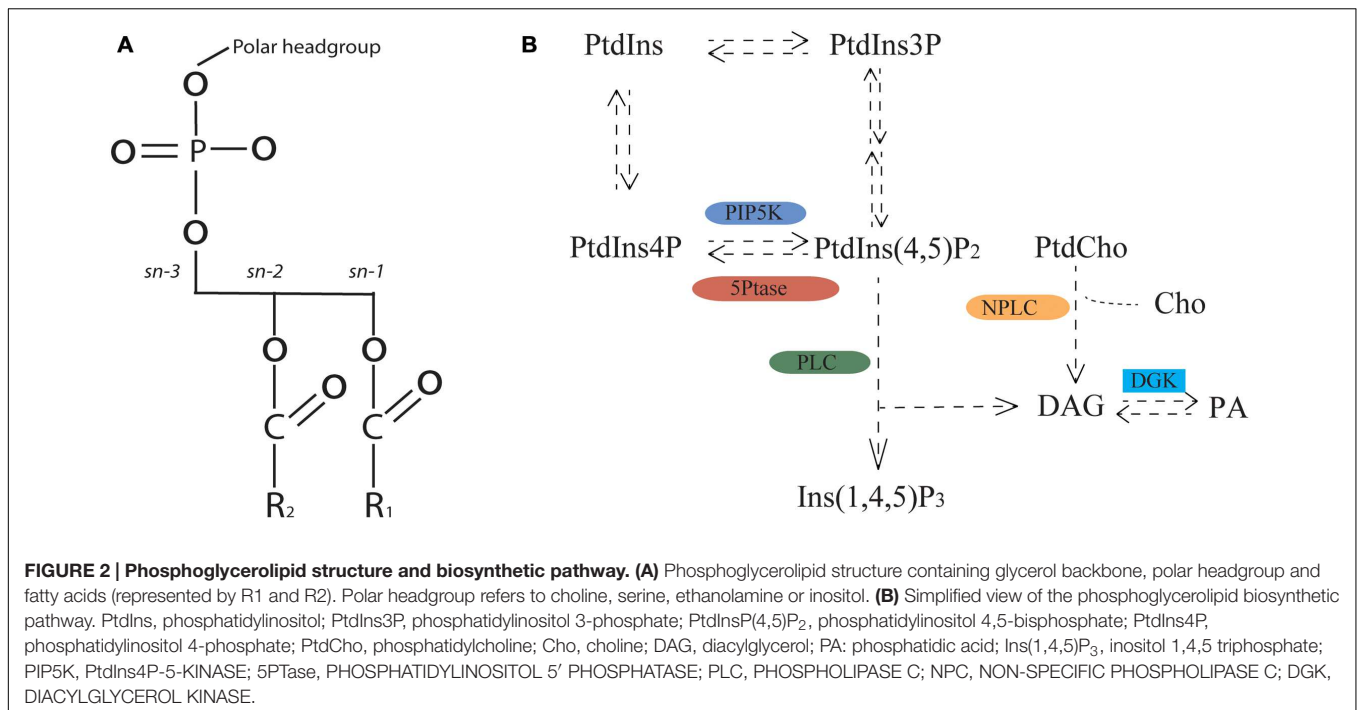 A
Polar headgroup
O
O
P
O
O
sn-3
sn-2
sn-1
O
O
O
O
C
C
R2
R1
B
PtdIns
PtdIns3P
PIP5K
PtdIns4P
PtdIns(4,5)P2
PtdCho
5Ptase
NPLC
Cho
PLC
DGK
DAG
PA
Ins(1,4,5)P3
FIGURE 2 | Phosphoglycerolipid structure and biosynthetic pathway. (A) Phosphoglycerolipid structure containing glycerol backbone, polar headgroup and
fatty acids (represented by R1 and R2). Polar headgroup refers to choline, serine, ethanolamine or inositol. (B) Simplified view of the phosphoglycerolipid biosynthetic
pathway. PtdIns, phosphatidylinositol; PtdIns3P, phosphatidylinositol 3-phosphate; PtdInsP(4,5)P2, phosphatidylinositol 4,5-bisphosphate; PtdIns4P,
phosphatidylinositol 4-phosphate; PtdCho, phosphatidylcholine; Cho, choline; DAG, diacylglycerol; PA: phosphatidic acid; Ins(1,4,5)P3, inositol 1,4,5 triphosphate;
PIP5K, PtdIns4P-5-KINASE; 5PTase, PHOSPHATIDYLINOSITOL 5′ PHOSPHATASE; PLC, PHOSPHOLIPASE C; NPC, NON-SPECIFIC PHOSPHOLIPASE C; DGK,
DIACYLGLYCEROL KINASE.